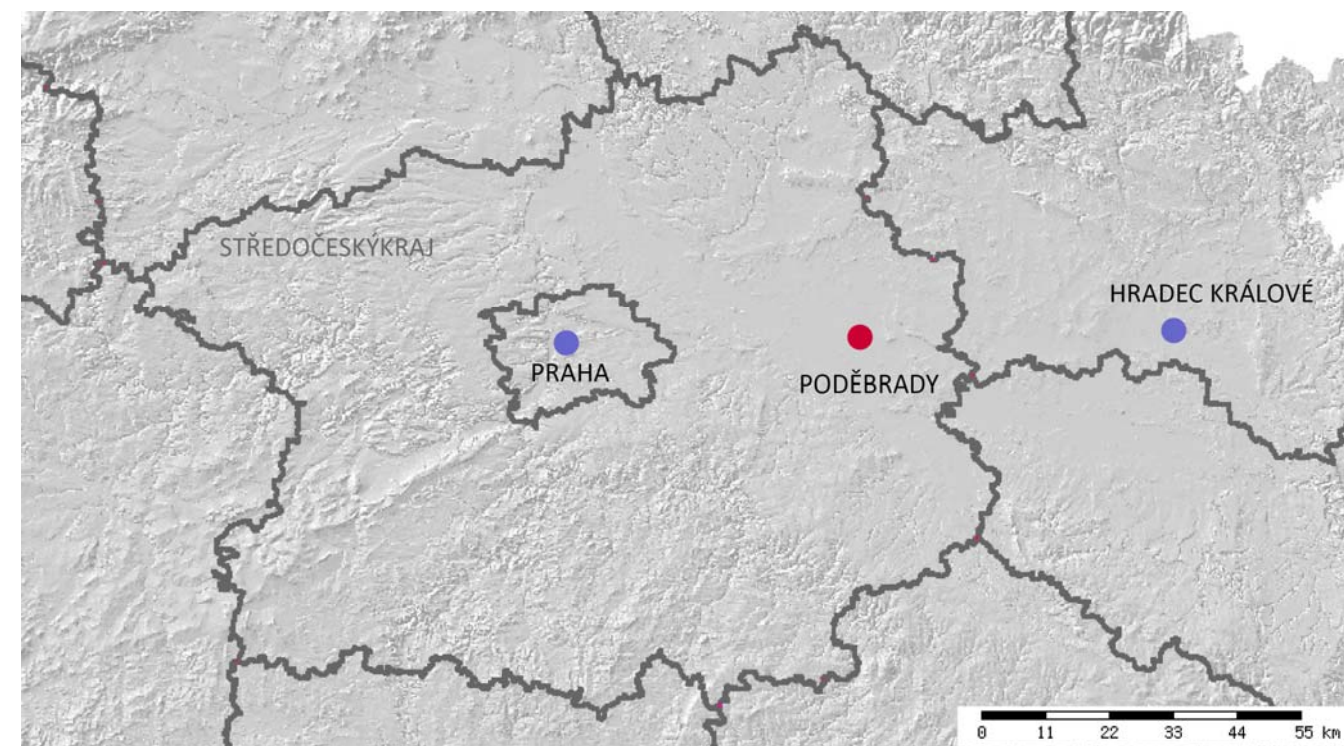 STŘEDOČESKÝKRAJ
HRADEC KRÁLOVÉ
PRAHA
PODĚBRADY
0 11 22 33 44 55 km